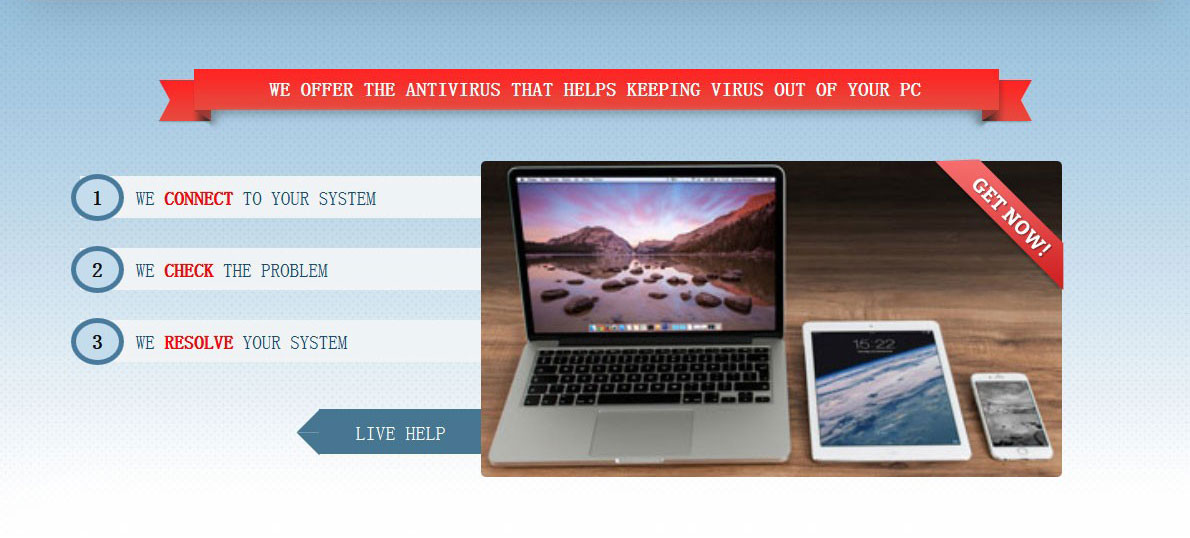 WE OFFER THE ANTIVIRUS THAT HELPS KEEPING VIRUS OUT OF YOUR PC
1 WE CONNECT TO YOUR SYSTEM
2 WE CHECK THE PROBLEM
3 WE RESOLVE YOUR SYSTEM
LIVE HELP
GET NOW!
15:22